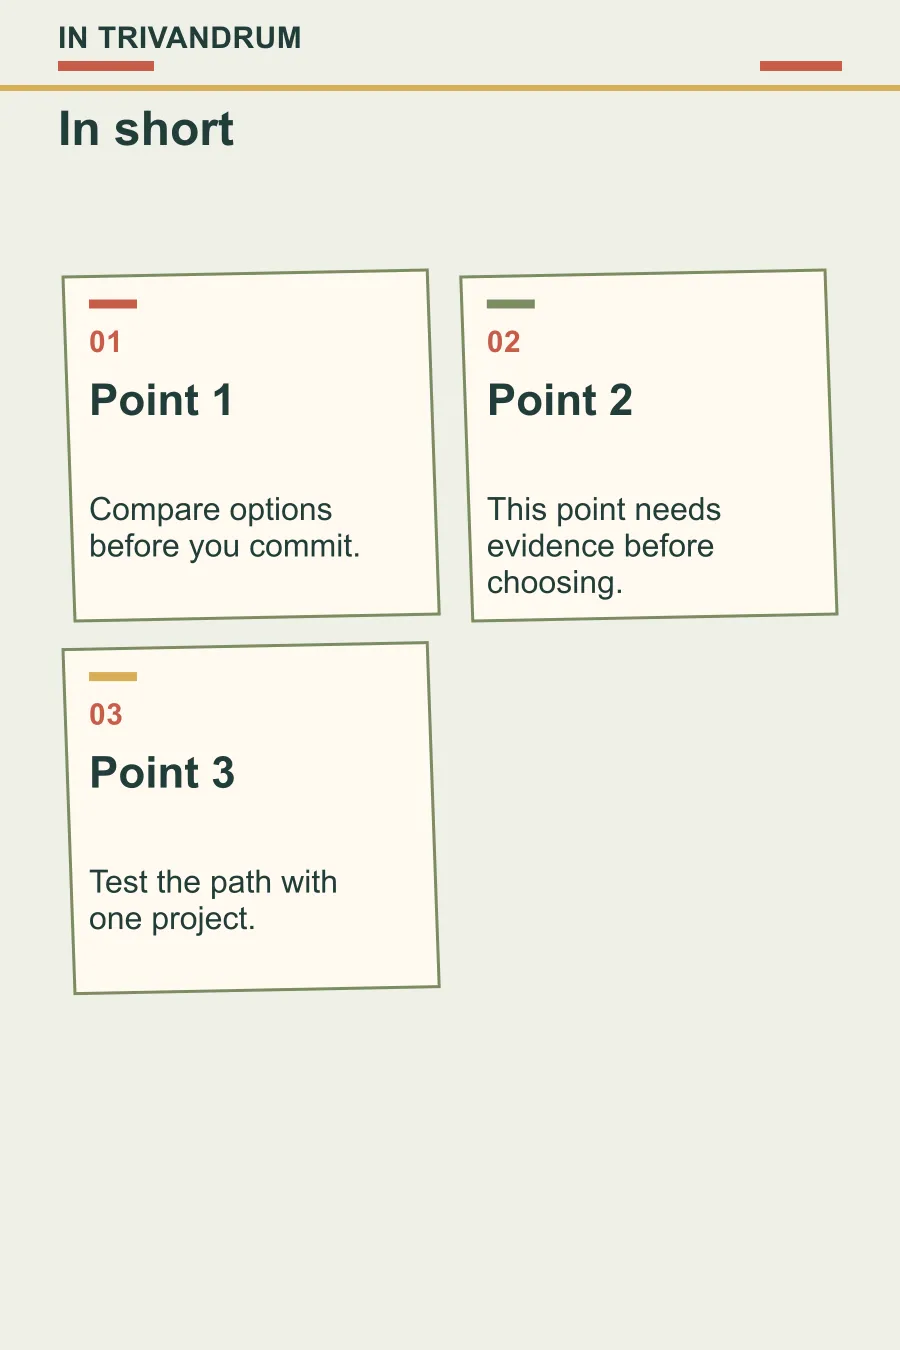 IN TRIVANDRUM
In short
01
Point 1
Compare options
before you commit.
02
Point 2
This point needs
evidence before
choosing.
03
Point 3
Test the path with
one project.